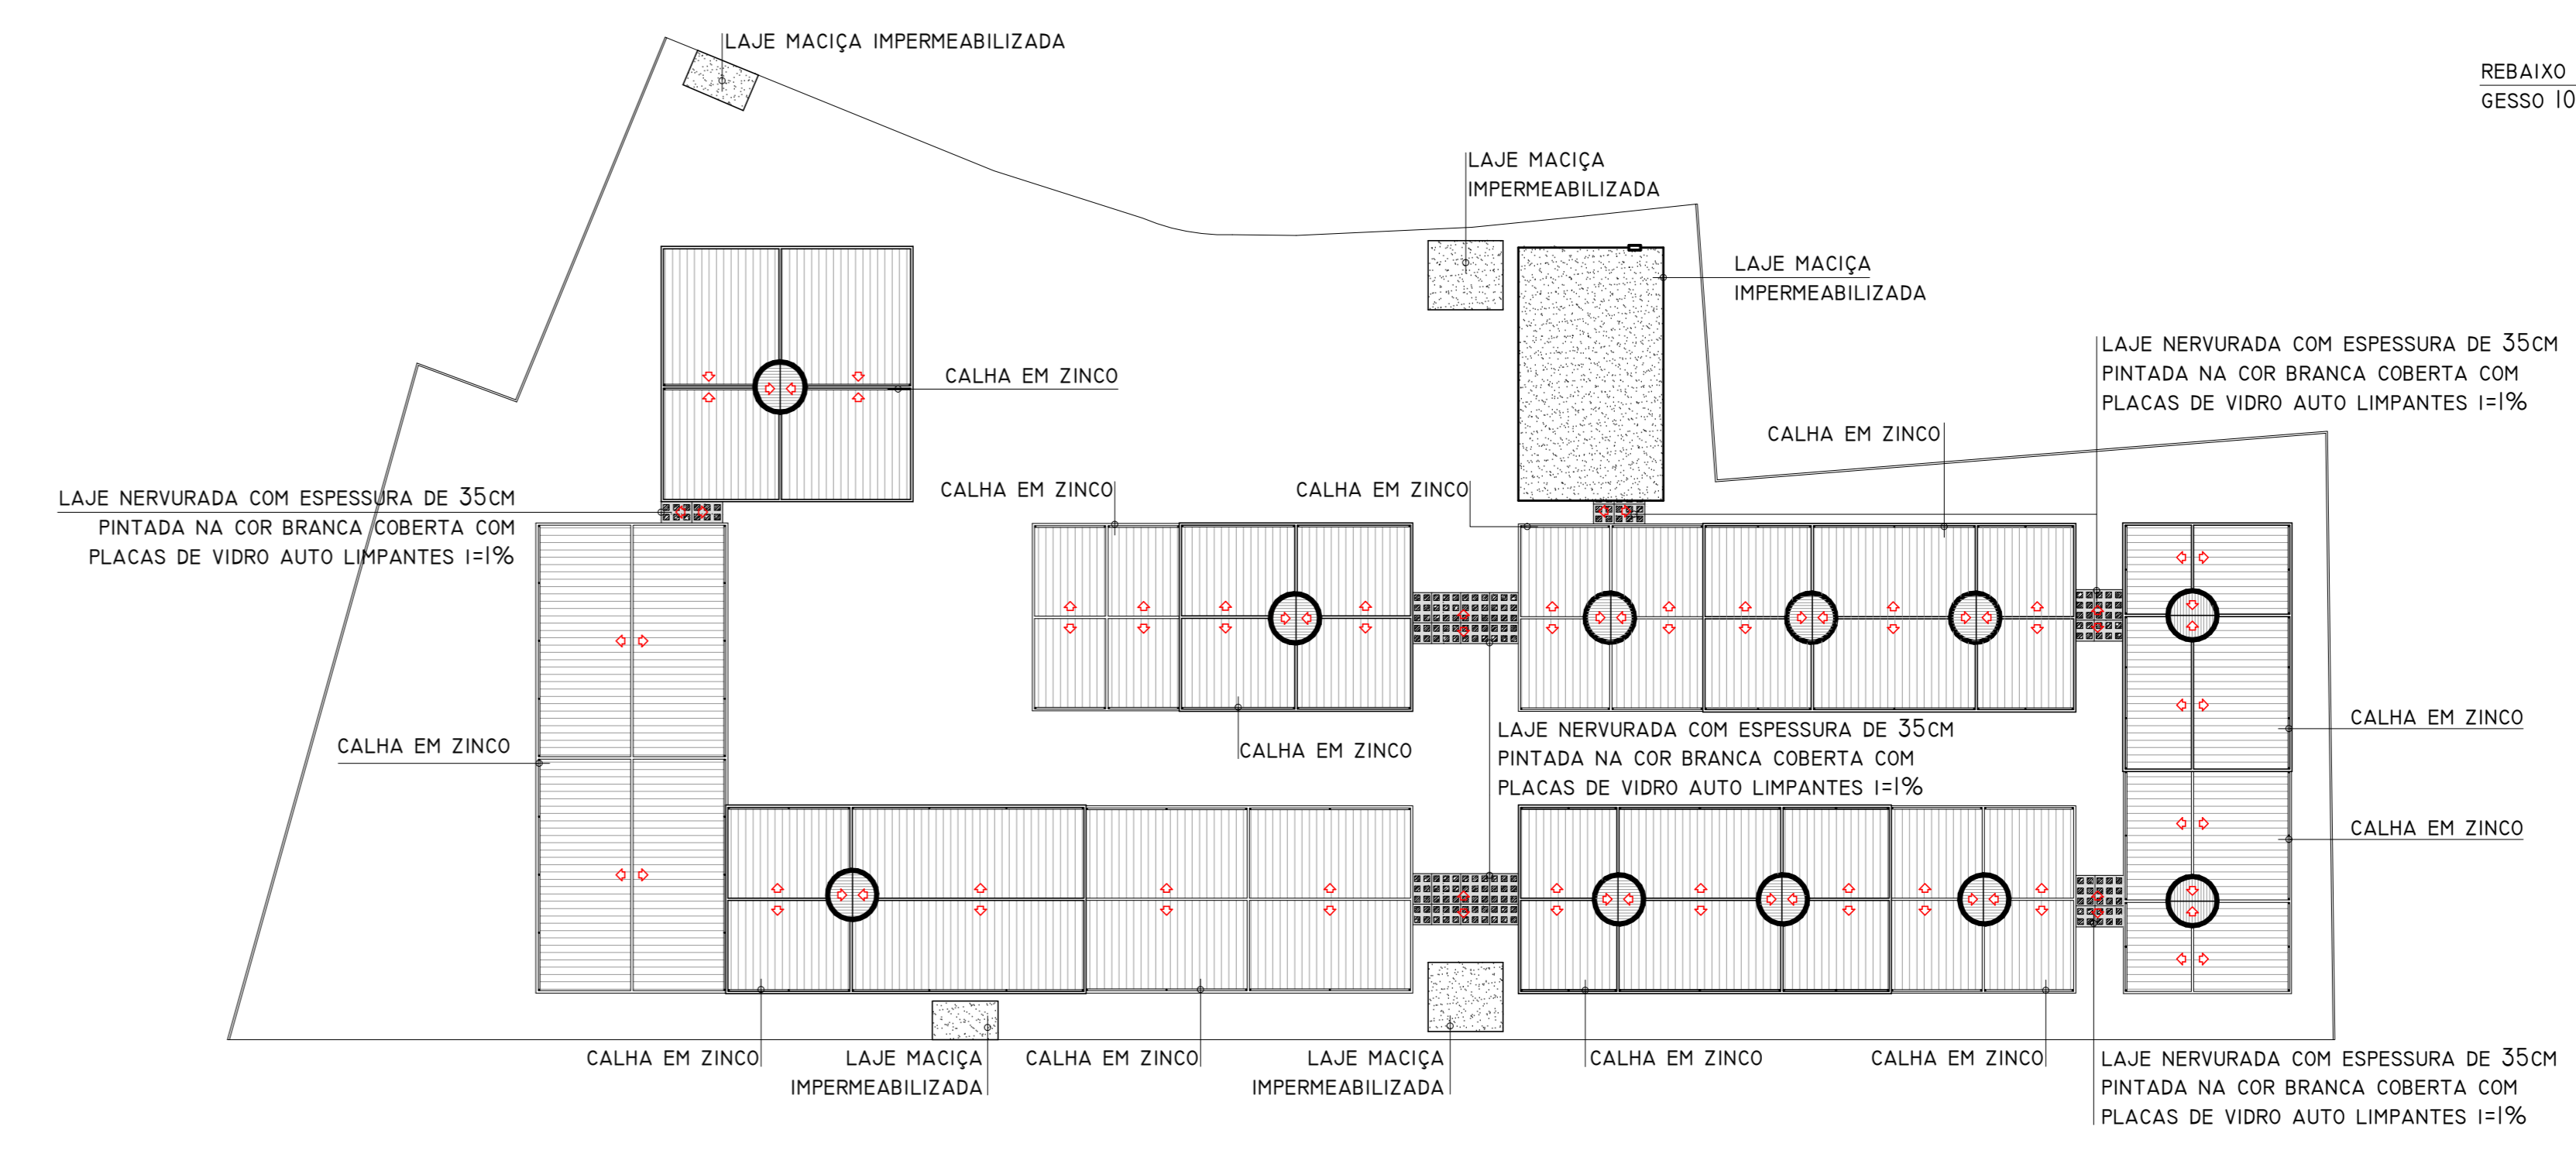 LAJE MACIÇA IMPERMEABILIZADA
REBAIXO
GESSO 10
LAJE MACIÇA
IMPERMEABILIZADA
LAJE MACIÇA
IMPERMEABILIZADA
LAJE NERVURADA COM ESPESSURA DE 35CM
PINTADA NA COR BRANCA COBERTA COM
PLACAS DE VIDRO AUTO LIMPANTES I=1%
CALHA EM ZINCO
CALHA EM ZINCO
CALHA EM ZINCO
CALHA EM ZINCO
LAJE NERVURADA COM ESPESSURA DE 35CM
PINTADA NA COR BRANCA COBERTA COM
PLACAS DE VIDRO AUTO LIMPANTES I=1%
CALHA EM ZINCO
CALHA EM ZINCO
LAJE NERVURADA COM ESPESSURA DE 35CM
PINTADA NA COR BRANCA COBERTA COM
PLACAS DE VIDRO AUTO LIMPANTES I=1%
CALHA EM ZINCO
CALHA EM ZINCO
CALHA EM ZINCO
LAJE MACIÇA
IMPERMEABILIZADA
CALHA EM ZINCO
LAJE MACIÇA
IMPERMEABILIZADA
CALHA EM ZINCO
CALHA EM ZINCO
LAJE NERVURADA COM ESPESSURA DE 35CM
PINTADA NA COR BRANCA COBERTA COM
PLACAS DE VIDRO AUTO LIMPANTES I=1%